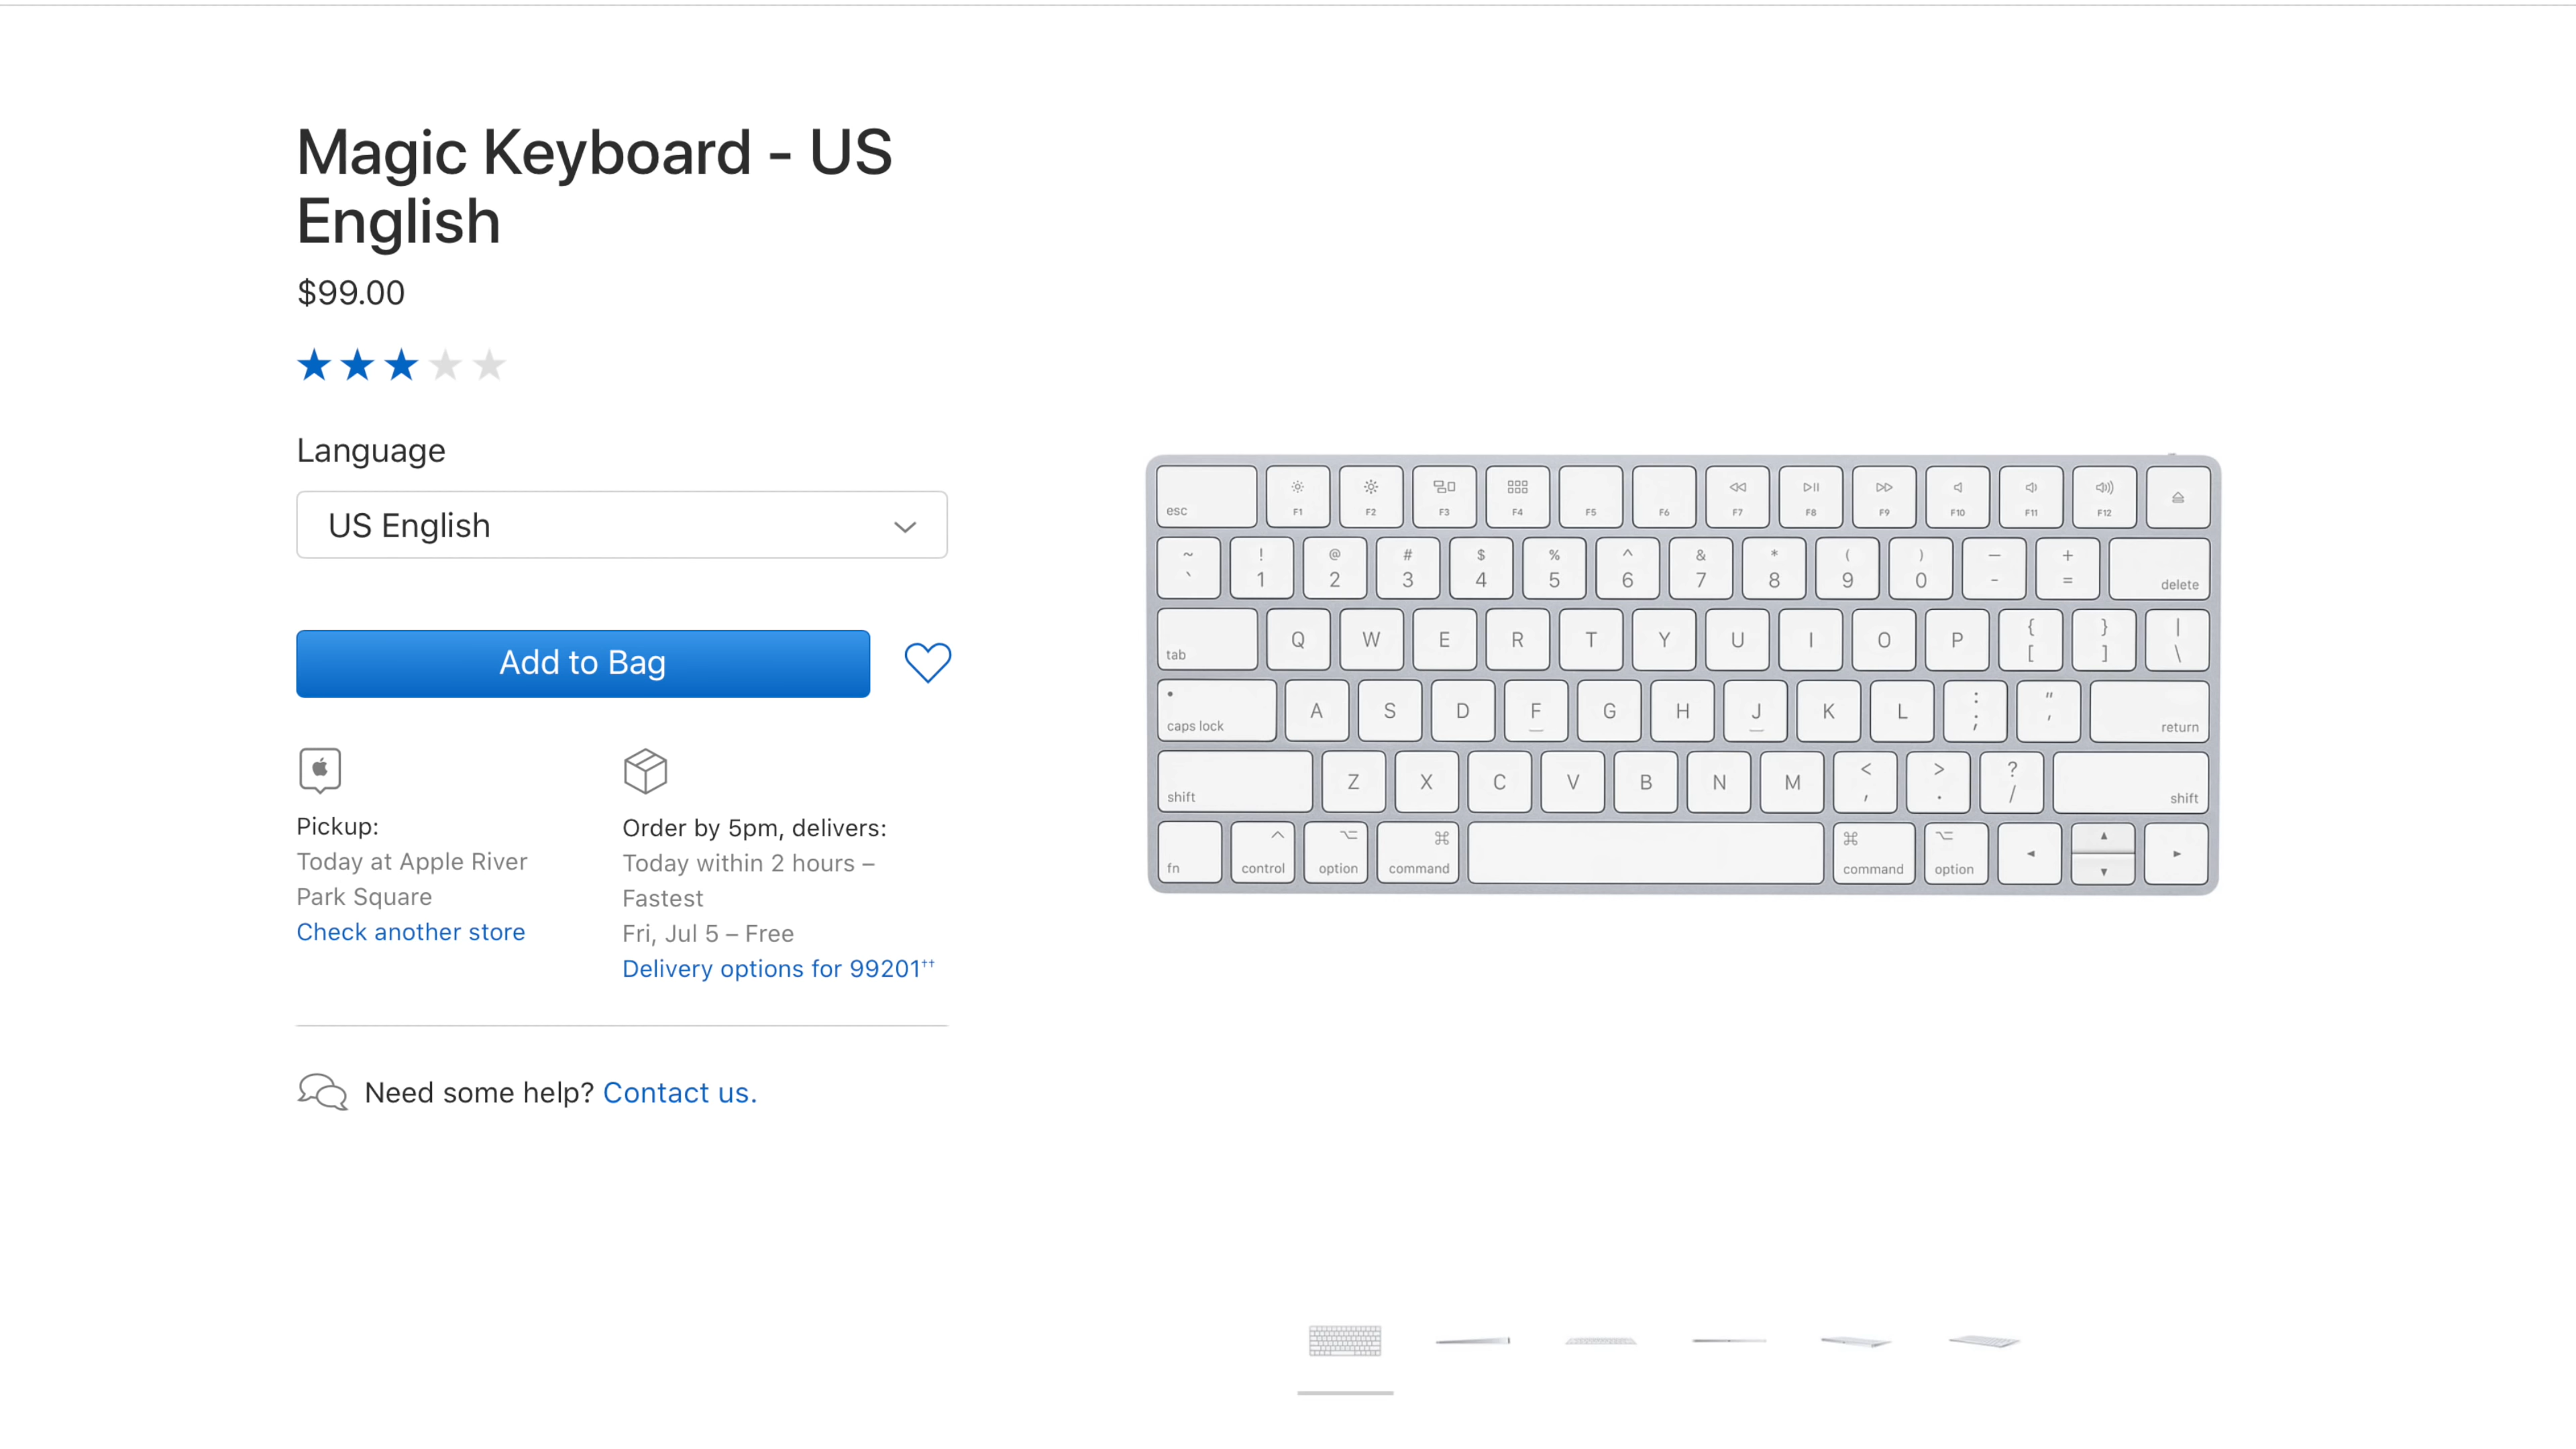 Magic Keyboard - US
English
$99.00
Language
US English
Add to Bag
Pickup:
Today at Apple River
Park Square
Check another store
Order by 5pm, delivers:
Today within 2 hours –
Fastest
Fri, Jul 5 – Free
Delivery options for 99201††
Need some help? Contact us.
esc F1 F2 F3 F4 F5 F6 F7 F8 F9 F10 F11 F12
~ ! @ # $ % ^ & * ( ) — +
` 1 2 3 4 5 6 7 8 9 0 - = delete
tab Q W E R T Y U I O P { [ } ] | \
caps lock A S D F G H J K L : ; " ' return
shift Z X C V B N M < , > . ? / shift
fn control option command command option